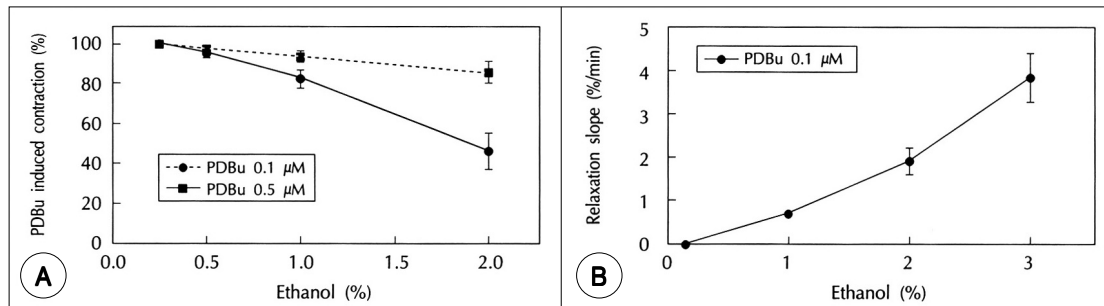 PDBu induced contraction (%)
100
80
60
40
20
0
PDBu 0.1 μM
PDBu 0.5 μM
0.0 0.5 1.0 1.5 2.0
Ethanol (%)
A
Relaxation slope (%/min)
5
4
3
2
1
0
PDBu 0.1 μM
0 1 2 3
Ethanol (%)
B